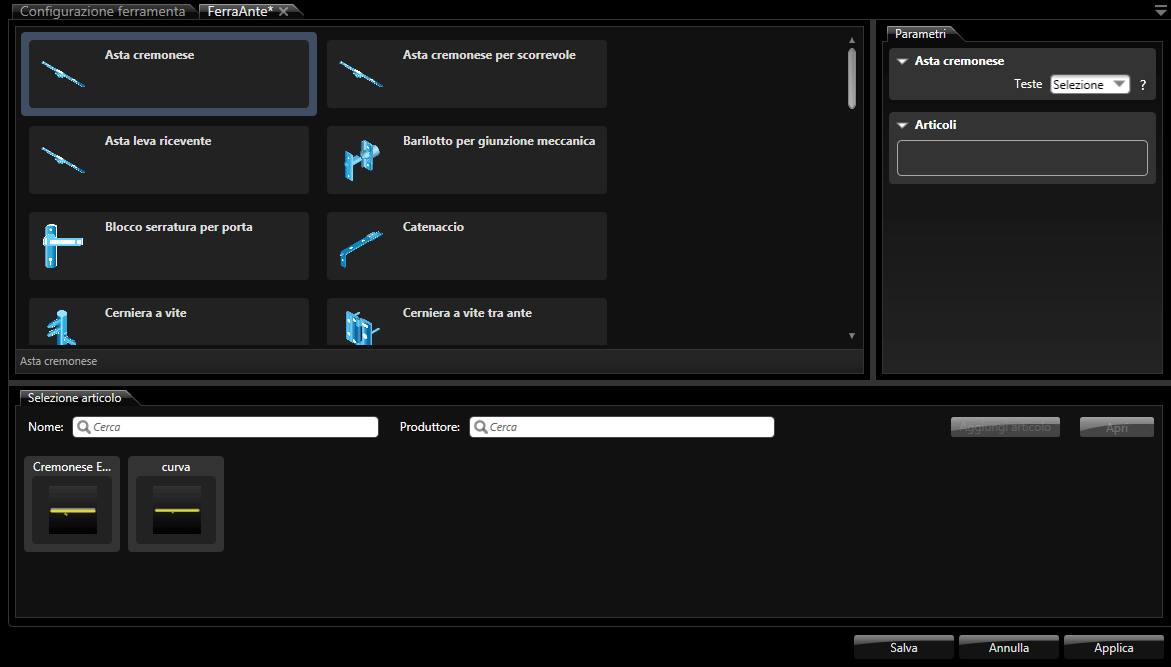 Configurazione ferramenta
FerraAnte*
Asta cremonese
Asta cremonese per scorrevole
Asta leva ricevente
Barilotto per giunzione meccanica
Blocco serratura per porta
Catenaccio
Cerniera a vite
Cerniera a vite tra ante
Asta cremonese
Parametri
Asta cremonese
Teste Selezione ?
Articoli
Selezione articolo
Nome: Cerca
Produttore: Cerca
Aggiungi articolo
Apri
Cremonese E...
curva
Salva
Annulla
Applica